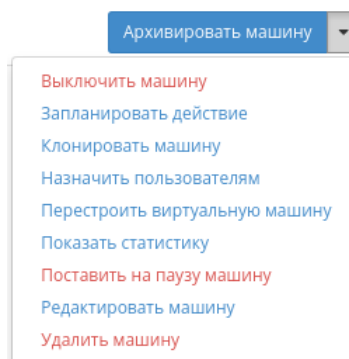 Архивировать машину
Выключить машину
Запланировать действие
Клонировать машину
Назначить пользователям
Перестроить виртуальную машину
Показать статистику
Поставить на паузу машину
Редактировать машину
Удалить машину